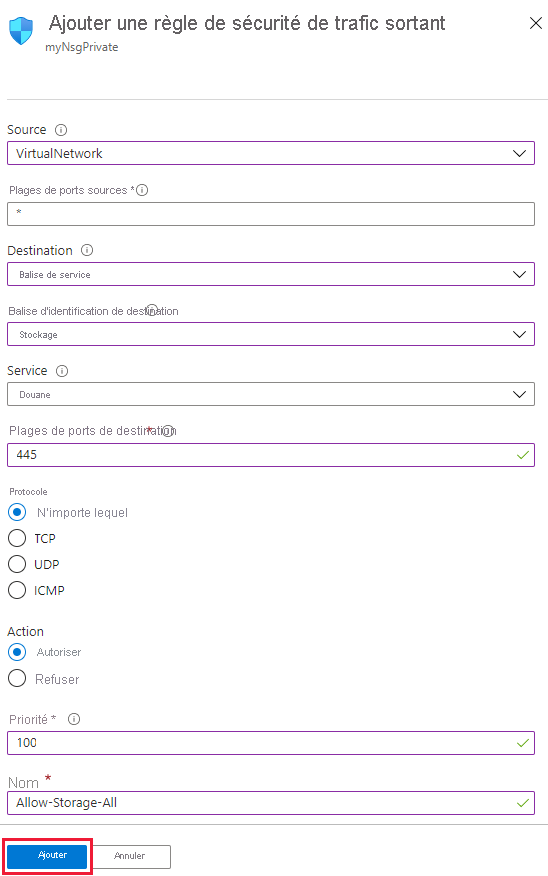 Ajouter une règle de sécurité de trafic sortant
myNsgPrivate
Source
VirtualNetwork
Plages de ports sources *
*
Destination
Balise de service
Balise d'identification de destination
Stockage
Service
Douane
Plages de ports de destination *
445
Protocole
N'importe lequel
TCP
UDP
ICMP
Action
Autoriser
Refuser
Priorité *
100
Nom *
Allow-Storage-All
Ajouter Annuler